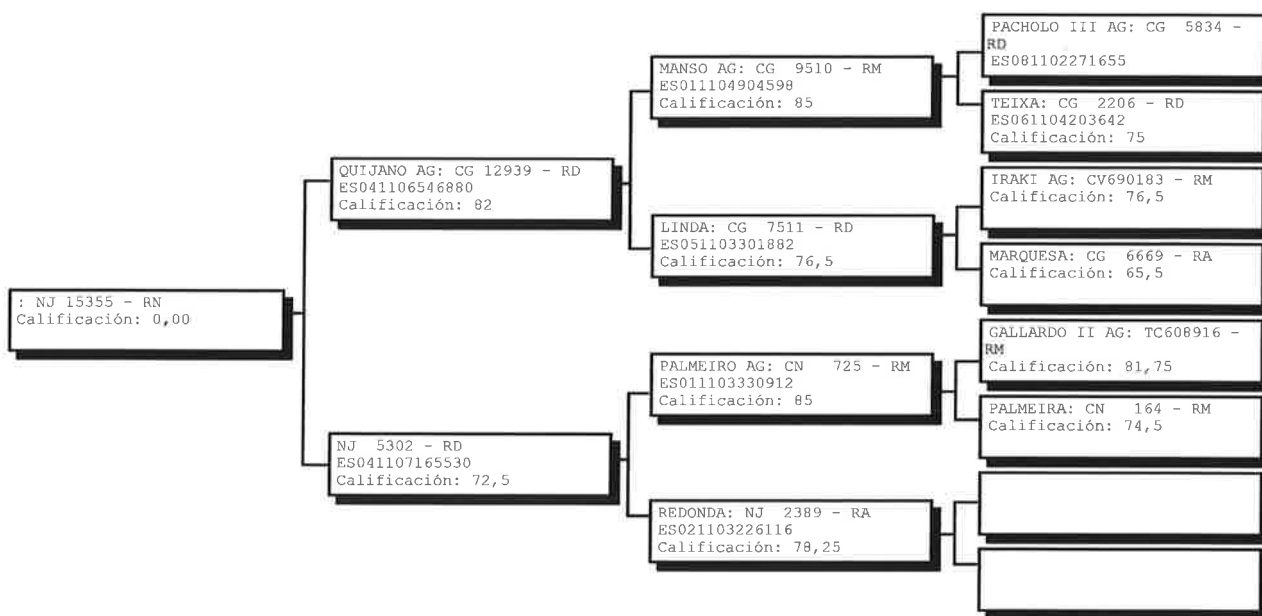 PACHOLO III AG: CG 5834 -
RD
ES081102271655
MANSO AG: CG 9510 - RM
ES011104904598
Calificación: 85
TEIXA: CG 2206 - RD
ES061104203642
Calificación: 75
QUIJANO AG: CG 12939 - RD
ES041106546880
Calificación: 82
IRAKI AG: CV690183 - RM
Calificación: 76,5
LINDA: CG 7511 - RD
ES051103301882
Calificación: 76,5
MARQUESA: CG 6669 - RA
Calificación: 65,5
: NJ 15355 - RN
Calificación: 0,00
GALLARDO II AG: TC608916 -
RM
Calificación: 81,75
PALMEIRO AG: CN 725 - RM
ES011103330912
Calificación: 85
PALMEIRA: CN 164 - RM
Calificación: 74,5
NJ 5302 - RD
ES041107165530
Calificación: 72,5
REDONDA: NJ 2389 - RA
ES021103226116
Calificación: 78,25